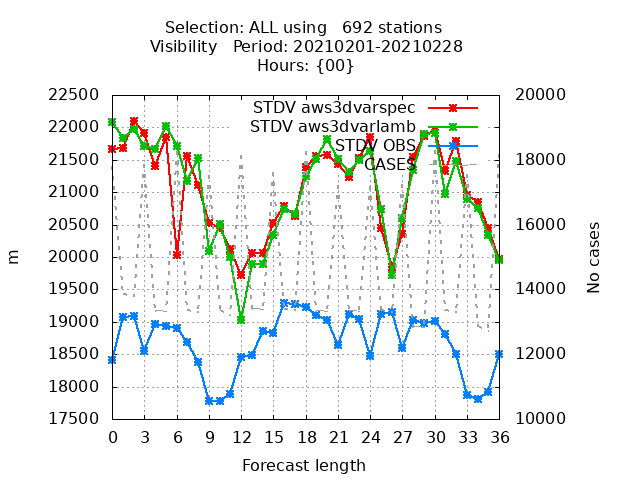 Selection: ALL using   692 stations
Visibility   Period: 20210201-20210228
Hours: {00}
STDV aws3dvarspec
STDV aws3dvarlamb
STDV OBS
CASES
22500
22000
21500
21000
20500
20000
19500
19000
18500
18000
17500
m
20000
18000
16000
14000
12000
10000
No cases
0 3 6 9 12 15 18 21 24 27 30 33 36
Forecast length